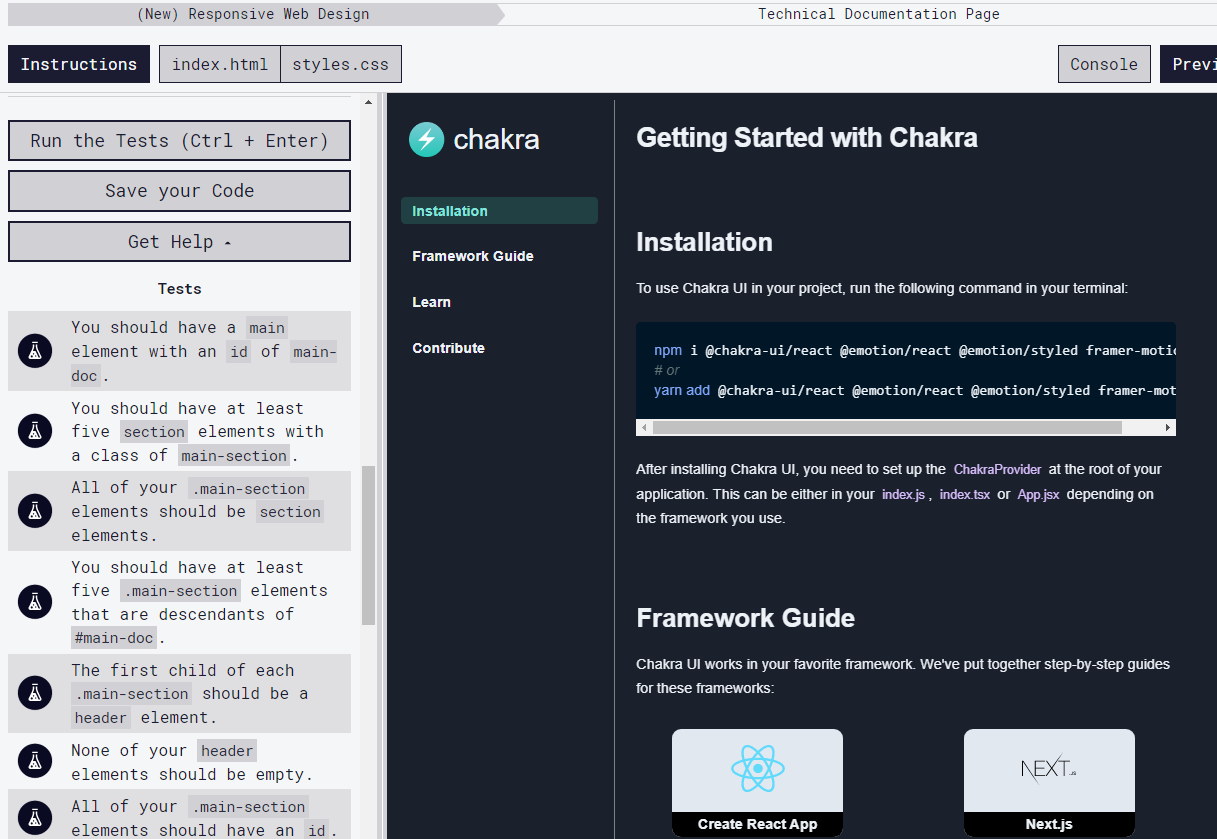 (New) Responsive Web Design
Technical Documentation Page
Instructions
index.html
styles.css
Console
Previ
Run the Tests (Ctrl + Enter)
Save your Code
Get Help
Tests
You should have a main
element with an id of main-
doc.
You should have at least
five section elements with
a class of main-section.
All of your .main-section
elements should be section
elements.
You should have at least
five .main-section elements
that are descendants of
#main-doc.
The first child of each
.main-section should be a
header element.
None of your header
elements should be empty.
All of your .main-section
elements should have an id.
chakra
Installation
Framework Guide
Learn
Contribute
Getting Started with Chakra
Installation
To use Chakra UI in your project, run the following command in your terminal:
npm i @chakra-ui/react @emotion/react @emotion/styled framer-motio
# or
yarn add @chakra-ui/react @emotion/react @emotion/styled framer-mot
After installing Chakra UI, you need to set up the ChakraProvider at the root of your
application. This can be either in your index.js, index.tsx or App.jsx depending on
the framework you use.
Framework Guide
Chakra UI works in your favorite framework. We've put together step-by-step guides
for these frameworks:
NEXT.JS
Create React App
Next.js